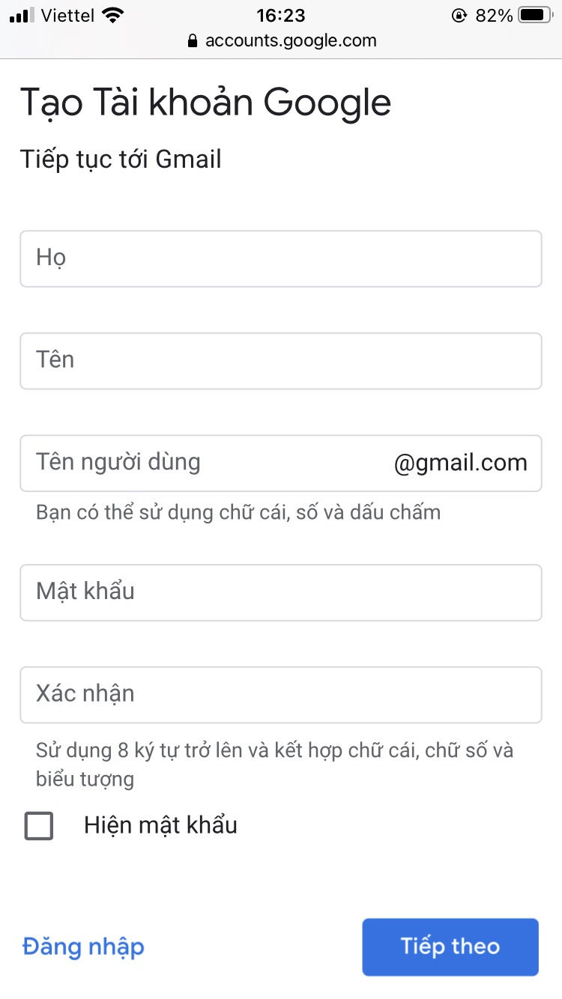 Viettel 16:23 82%
accounts.google.com
Tạo Tài khoản Google
Tiếp tục tới Gmail
Họ
Tên
Tên người dùng @gmail.com
Bạn có thể sử dụng chữ cái, số và dấu chấm
Mật khẩu
Xác nhận
Sử dụng 8 ký tự trở lên và kết hợp chữ cái, chữ số và
biểu tượng
Hiện mật khẩu
Đăng nhập Tiếp theo